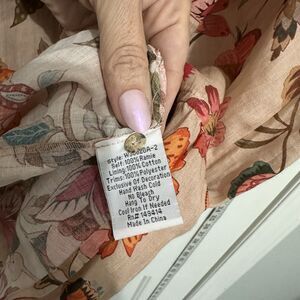 Self: 100% Ramie
Lining: 100% Cotton
Trims: 100% Polyester
Exclusive Of Decoration
Hand Wash Cold
No Bleach
Hang To Dry
Cool Iron If Needed
Rn# 149414
Made In China